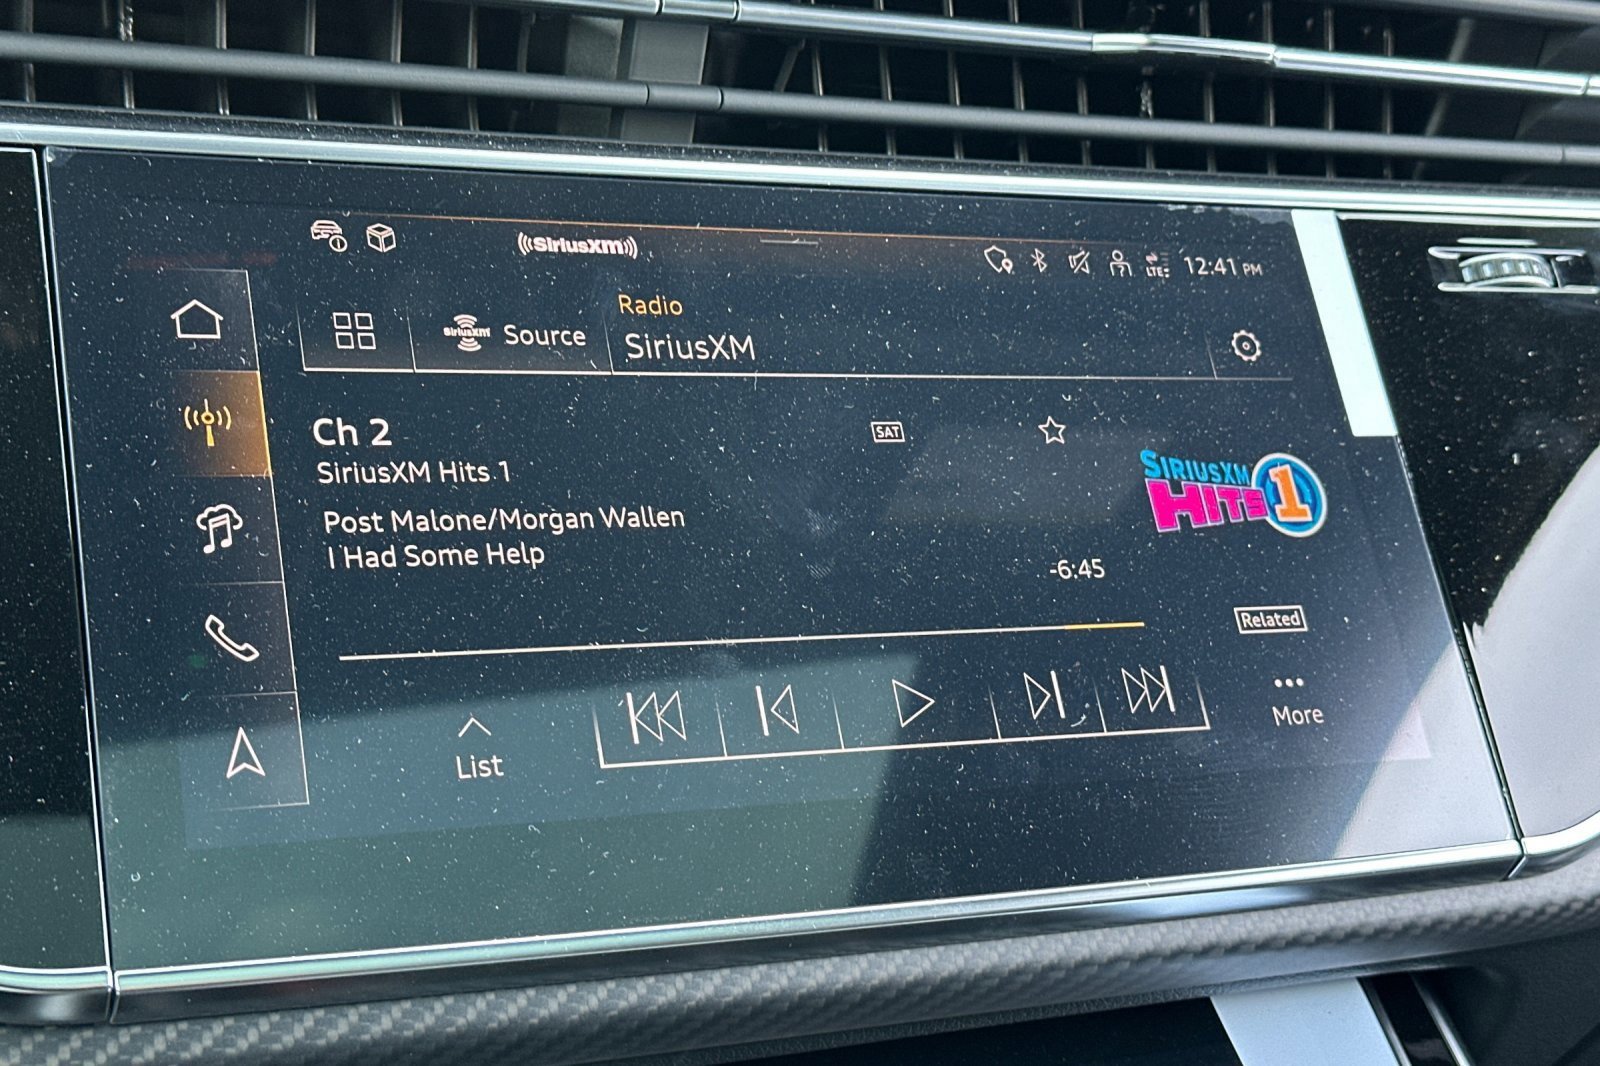 ((SiriusXM))
LTE
12:41 PM
Radio
SiriusXM Source
SiriusXM
Ch 2
SAT
SiriusXM Hits 1
SIRIUSXM
HITS 1
Post Malone/Morgan Wallen
I Had Some Help
-6:45
Related
List
More